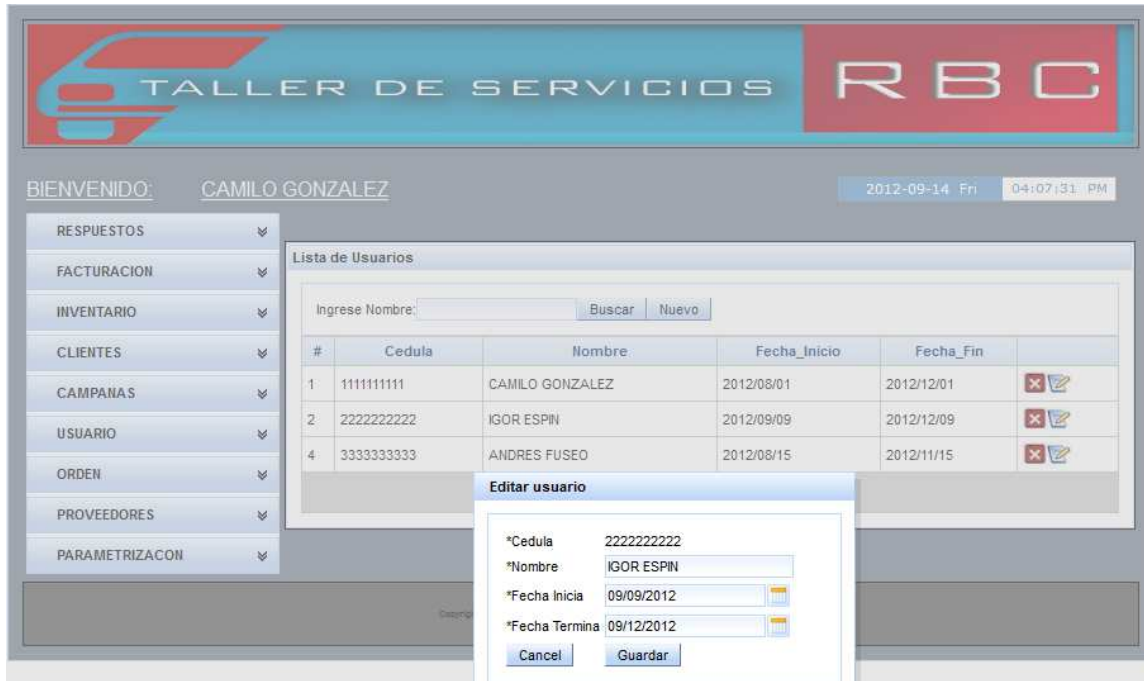 TALLER DE SERVICIOS RBC
BIENVENIDO: CAMILO GONZALEZ
2012-09-14 Fri 04:07:31 PM
RESPUESTOS
FACTURACION
INVENTARIO
CLIENTES
CAMPANAS
USUARIO
ORDEN
PROVEEDORES
PARAMETRIZACON
Lista de Usuarios
Ingrese Nombre: Buscar Nuevo
# Cedula Nombre Fecha_Inicio Fecha_Fin
1 1111111111 CAMILO GONZALEZ 2012/08/01 2012/12/01
2 2222222222 IGOR ESPIN 2012/09/09 2012/12/09
4 3333333333 ANDRES FUSEO 2012/08/15 2012/11/15
Editar usuario
*Cedula 2222222222
*Nombre IGOR ESPIN
*Fecha Inicia 09/09/2012
*Fecha Termina 09/12/2012
Cancel Guardar